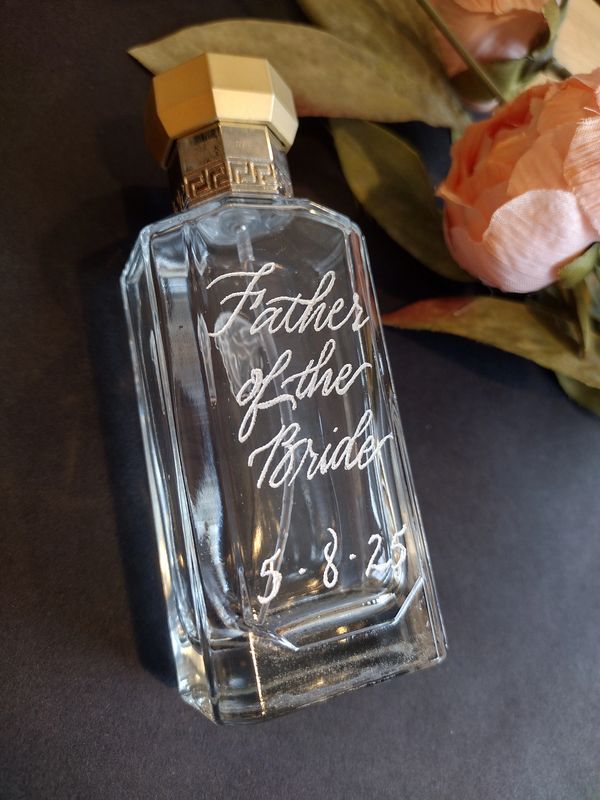 Father
of the
Bride
5·8·25